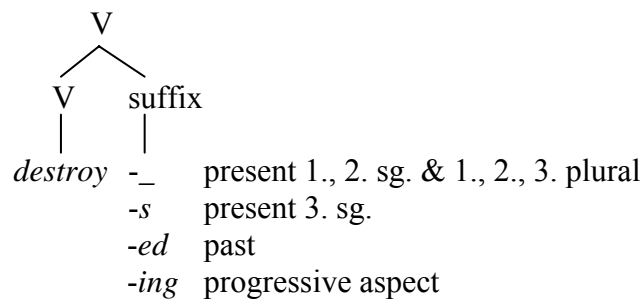 V
V suffix
destroy -_ present 1., 2. sg. & 1., 2., 3. plural
-s present 3. sg.
-ed past
-ing progressive aspect